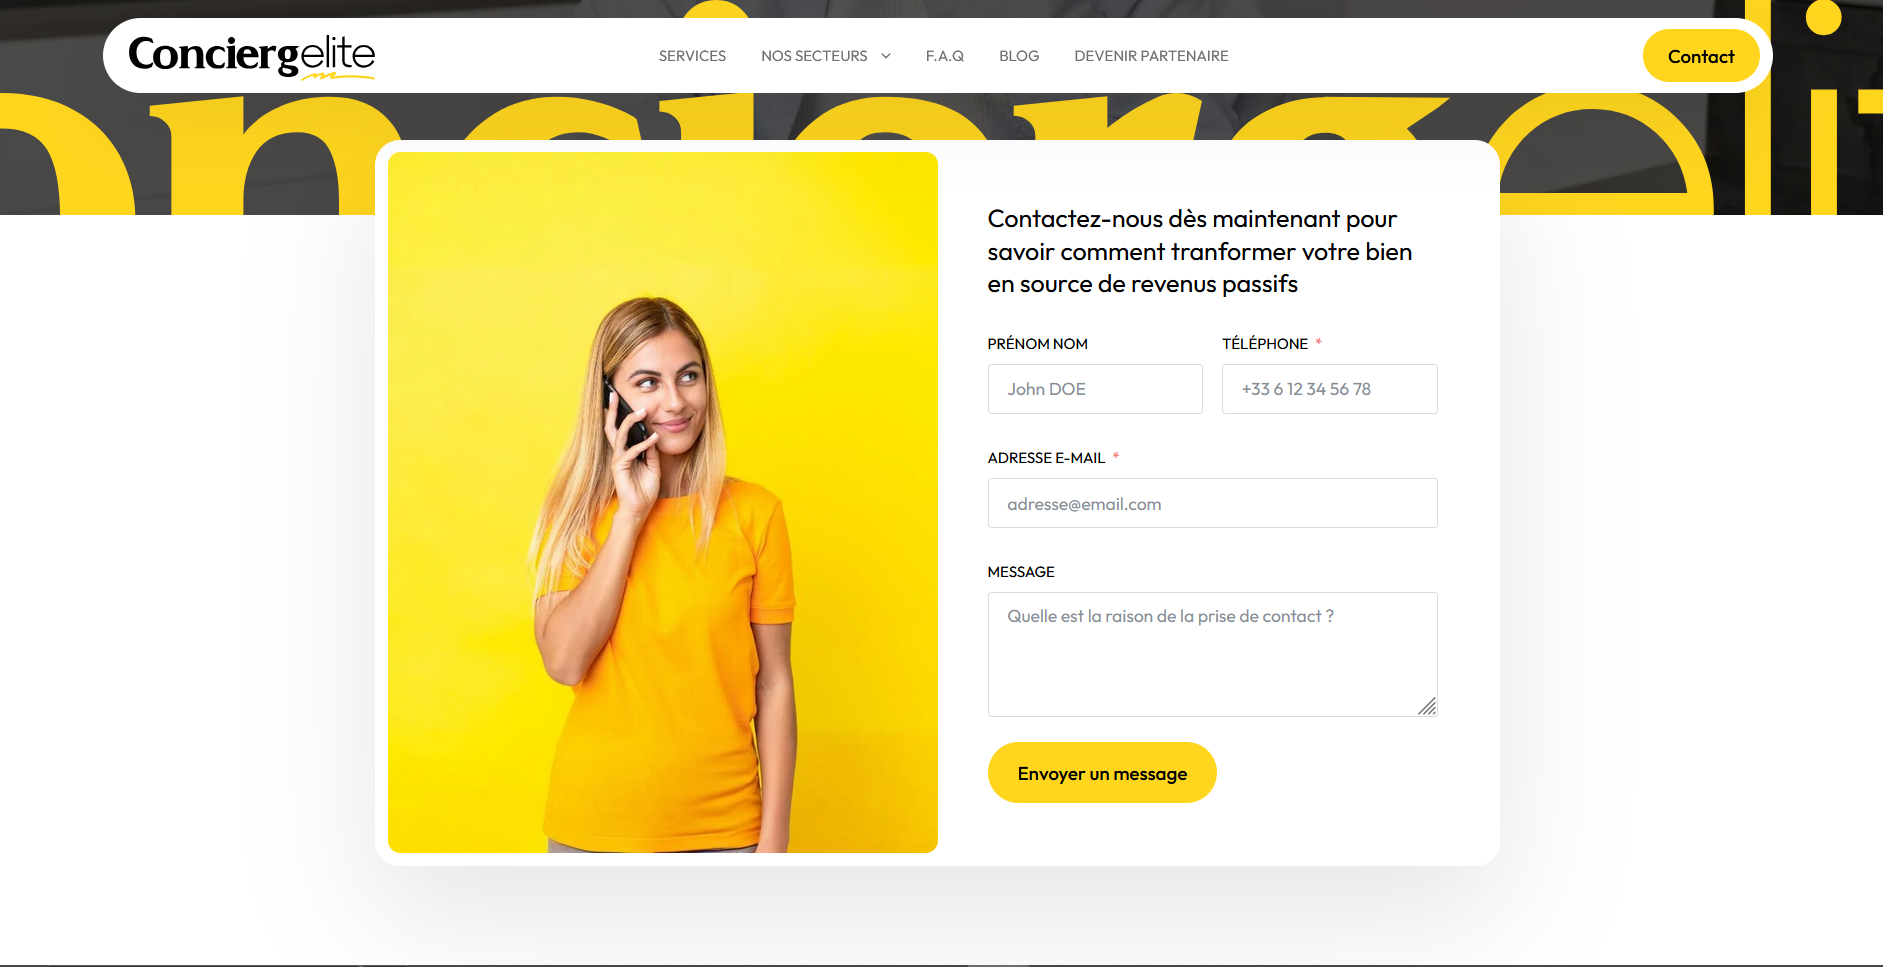 Conciergelite
SERVICES
NOS SECTEURS
F.A.Q
BLOG
DEVENIR PARTENAIRE
Contact
onciergelit
Contactez-nous dès maintenant pour
savoir comment tranformer votre bien
en source de revenus passifs
PRÉNOM NOM
TÉLÉPHONE *
John DOE
+33 6 12 34 56 78
ADRESSE E-MAIL *
adresse@email.com
MESSAGE
Quelle est la raison de la prise de contact ?
Envoyer un message